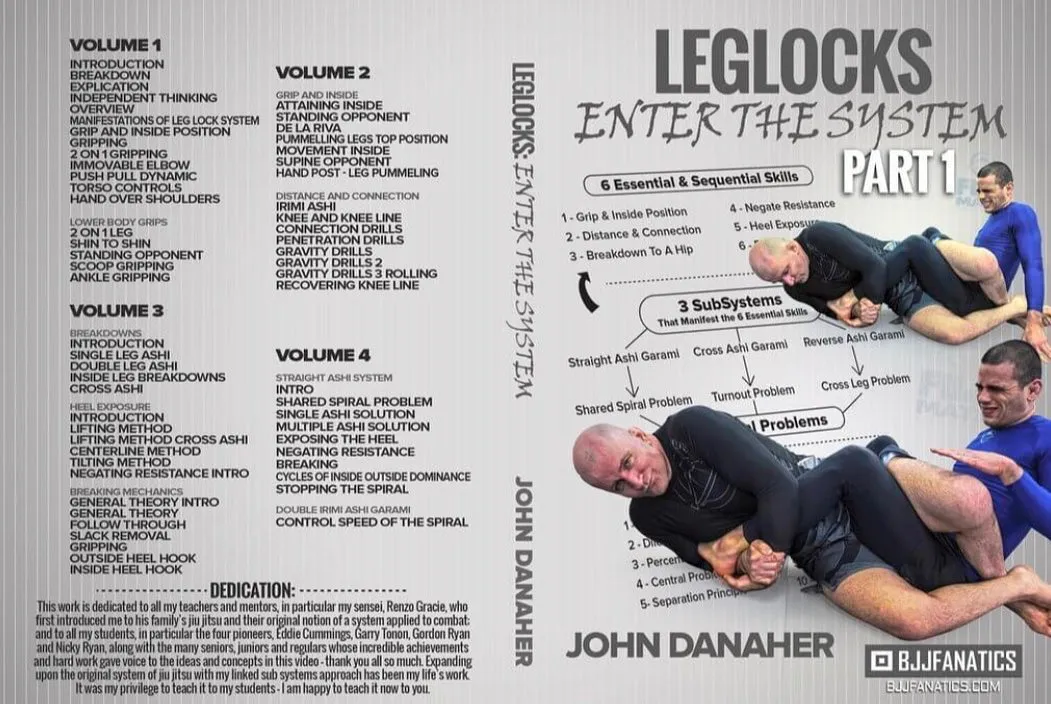 VOLUME 1
INTRODUCTION
BREAKDOWN
EXPLICATION
INDEPENDENT THINKING
OVERVIEW
MANIFESTATIONS OF LEG LOCK SYSTEM
GRIP AND INSIDE POSITION
GRIPPING
2 ON 1 GRIPPING
IMMOVABLE ELBOW
PUSH PULL DYNAMIC
TORSO CONTROLS
HAND OVER SHOULDERS
LOWER BODY GRIPS
2 ON 1 LEG
SHIN TO SHIN
STANDING OPPONENT
SCOOP GRIPPING
ANKLE GRIPPING
VOLUME 2
GRIP AND INSIDE
ATTAINING INSIDE
STANDING OPPONENT
DE LA RIVA
PUMMELLING LEGS TOP POSITION
MOVEMENT INSIDE
SUPINE OPPONENT
HAND POST - LEG PUMMELING
DISTANCE AND CONNECTION
IRIMI ASHI
KNEE AND KNEE LINE
CONNECTION DRILLS
PENETRATION DRILLS
GRAVITY DRILLS
GRAVITY DRILLS 2
GRAVITY DRILLS 3 ROLLING
RECOVERING KNEE LINE
VOLUME 3
BREAKDOWNS
INTRODUCTION
SINGLE LEG ASHI
DOUBLE LEG ASHI
INSIDE LEG BREAKDOWNS
CROSS ASHI
HEEL EXPOSURE
INTRODUCTION
LIFTING METHOD
LIFTING METHOD CROSS ASHI
CENTERLINE METHOD
TILTING METHOD
NEGATING RESISTANCE INTRO
BREAKING MECHANICS
GENERAL THEORY INTRO
GENERAL THEORY
FOLLOW THROUGH
SLACK REMOVAL
GRIPPING
OUTSIDE HEEL HOOK
INSIDE HEEL HOOK
VOLUME 4
STRAIGHT ASHI SYSTEM
INTRO
SHARED SPIRAL PROBLEM
SINGLE ASHI SOLUTION
MULTIPLE ASHI SOLUTION
EXPOSING THE HEEL
NEGATING RESISTANCE
BREAKING
CYCLES OF INSIDE OUTSIDE DOMINANCE
STOPPING THE SPIRAL
DOUBLE IRIMI ASHI GARAMI
CONTROL SPEED OF THE SPIRAL
DEDICATION:
This work is dedicated to all my teachers and mentors, in particular my sensei, Renzo Gracie, who
first introduced me to his family's jiu jitsu and their original notion of a system applied to combat:
and to all my students, in particular the four pioneers, Eddie Cummings, Garry Tonon, Gordon Ryan
and Nicky Ryan, along with the many seniors, juniors and regulars whose incredible achievements
and hard work gave voice to the ideas and concepts in this video - thank you all so much. Expanding
upon the original system of jiu jitsu with my linked sub systems approach has been my life's work.
It was my privilege to teach it to my students - I am happy to teach it now to you.
LEGLOCKS: ENTER THE SYSTEM
JOHN DANAHER
LEGLOCKS
ENTER THE SYSTEM
PART 1
6 Essential & Sequential Skills
1 - Grip & Inside Position
2 - Distance & Connection
3 - Breakdown To A Hip
4 - Negate Resistance
5 - Heel Exposu
6 -
3 SubSystems
That Manifest the 6 Essential Skills
Straight Ashi Garami
Cross Ashi Garami
Reverse Ashi Garami
Shared Spiral Problem
Turnout Problem
Cross Leg Problem
l Problems
1-
2-
3 - Percen
4 - Central Probl
5- Separation Principl
10
JOHN DANAHER
BJJFANATICS
BJJFANATICS.COM